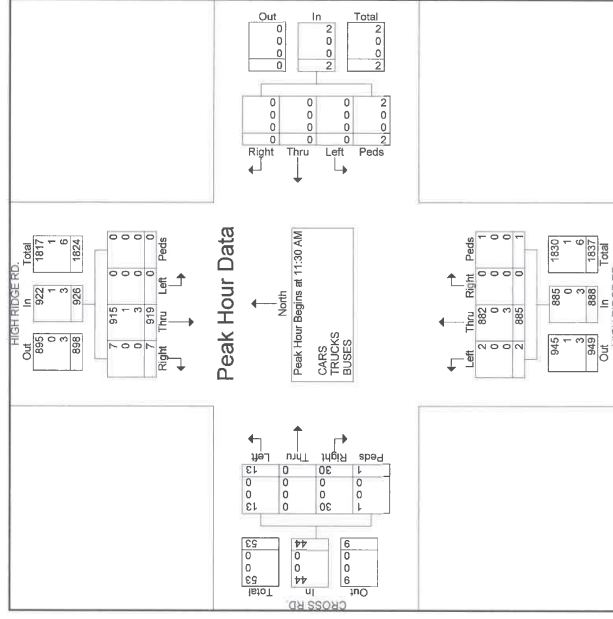 Out In Total
0 2 2
0 0 0
0 0 0
0 2 2
0 0 0 2
0 0 0 0
0 0 0 0
0 0 0 2
Right Thru Left Peds
HIGH RIDGE RD.
Out In Total
895 922 1817
0 1 1
3 3 6
898 926 1824
7 915 0 0
0 1 0 0
0 3 0 0
7 919 0 0
Right Thru Left Peds
Peak Hour Data
North
Peak Hour Begins at 11:30 AM
CARS
TRUCKS
BUSES
Left Thru Right Peds
2 882 0 1
0 0 0 0
0 3 0 0
2 885 0 1
945 885 1830
1 0 1
3 3 6
949 888 1837
Out In Total
Left Thru Right Peds
13 0 30 1
0 0 0 0
0 0 0 0
13 0 30 1
Total In Out
53 44 9
0 0 0
0 0 0
53 44 9
CROSS RD.